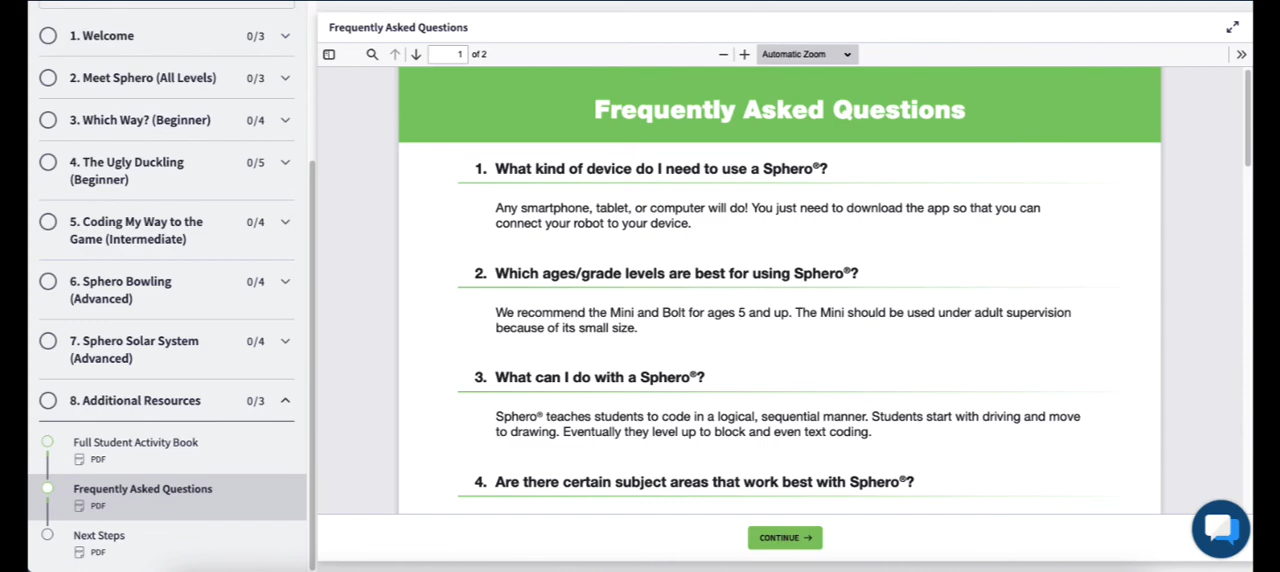 1. Welcome 0/3
2. Meet Sphero (All Levels) 0/3
3. Which Way? (Beginner) 0/4
4. The Ugly Duckling 0/5
(Beginner)
5. Coding My Way to the 0/4
Game (Intermediate)
6. Sphero Bowling 0/4
(Advanced)
7. Sphero Solar System 0/4
(Advanced)
8. Additional Resources 0/3
Full Student Activity Book
PDF
Frequently Asked Questions
PDF
Next Steps
PDF
Frequently Asked Questions
1 of 2 Automatic Zoom
Frequently Asked Questions
1. What kind of device do I need to use a Sphero®?
Any smartphone, tablet, or computer will do! You just need to download the app so that you can
connect your robot to your device.
2. Which ages/grade levels are best for using Sphero®?
We recommend the Mini and Bolt for ages 5 and up. The Mini should be used under adult supervision
because of its small size.
3. What can I do with a Sphero®?
Sphero® teaches students to code in a logical, sequential manner. Students start with driving and move
to drawing. Eventually they level up to block and even text coding.
4. Are there certain subject areas that work best with Sphero®?
CONTINUE →